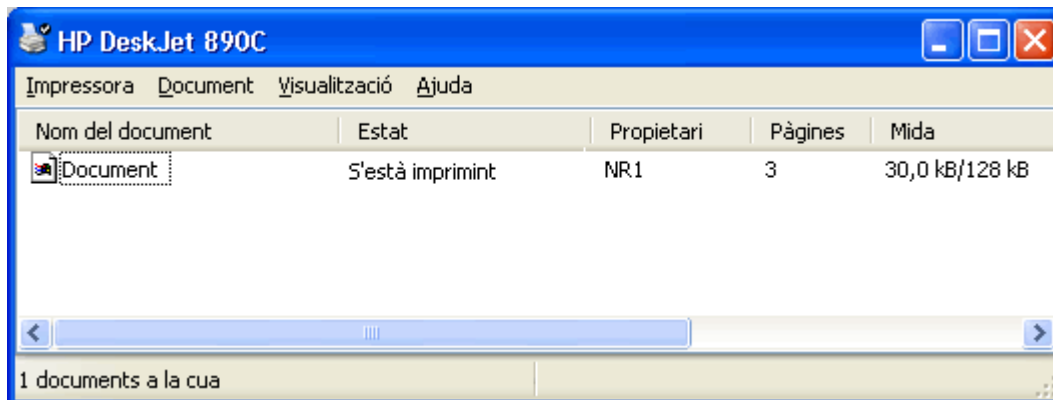 HP DeskJet 890C
Impressora Document Visualització Ajuda
Nom del document Estat Propietari Pàgines Mida
Document S'està imprimint NR1 3 30,0 kB/128 kB
1 documents a la cua